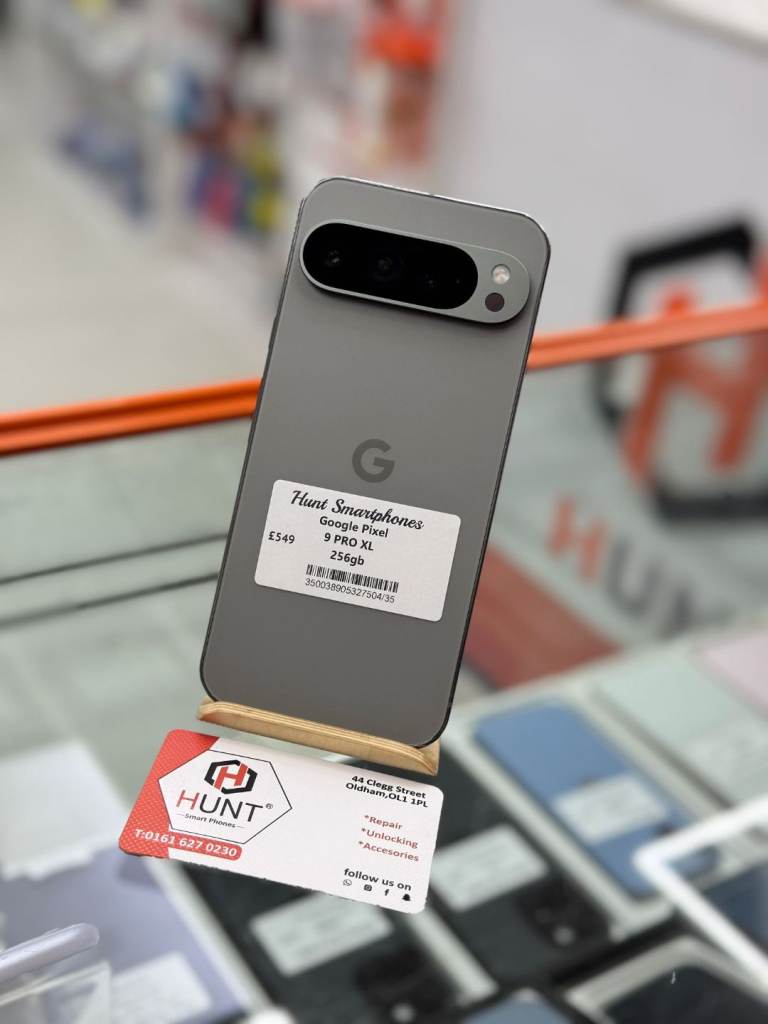 G
Hunt Smartphones
Google Pixel
£549
9 PRO XL
256gb
350038905327504/35
HUNT®
Smart Phones
T:0161 627 0230
44 Clegg Street
Oldham,OL1 1PL
*Repair
*Unlocking
*Accesories
follow us on
HUNT